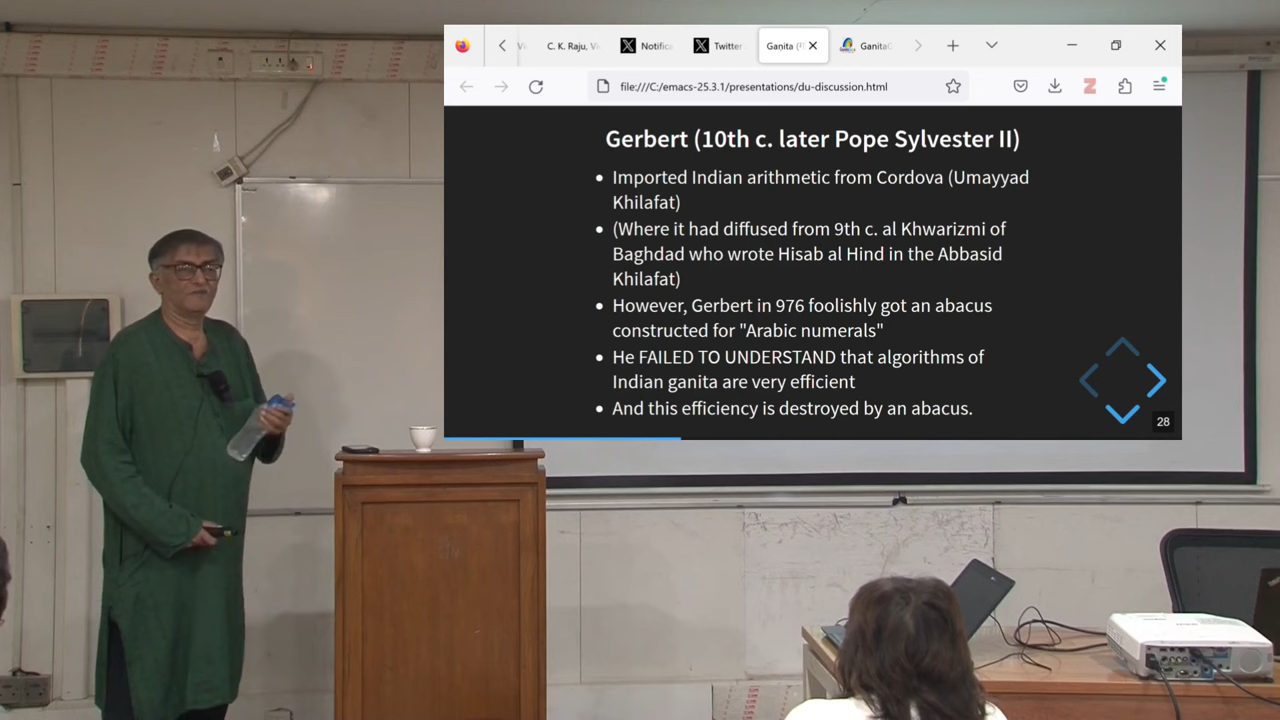 C. K. Raju, Vi
Notifica
Twitter
Gaṇita (
GanitaG
file:///C:/emacs-25.3.1/presentations/du-discussion.html
Gerbert (10th c. later Pope Sylvester II)
• Imported Indian arithmetic from Cordova (Umayyad
Khilafat)
• (Where it had diffused from 9th c. al Khwarizmi of
Baghdad who wrote Hisab al Hind in the Abbasid
Khilafat)
• However, Gerbert in 976 foolishly got an abacus
constructed for "Arabic numerals"
• He FAILED TO UNDERSTAND that algorithms of
Indian ganita are very efficient
• And this efficiency is destroyed by an abacus.
28